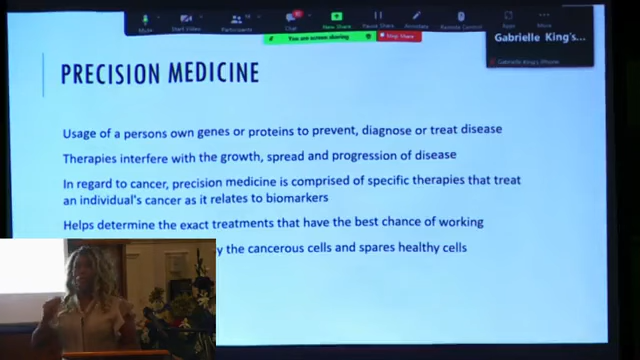 Mute
Start Video
Participants
Chat
New Share
Pause Share
Annotate
Remote Control
Apps
More
You are screen sharing
Stop Share
Gabrielle King's...
Gabrielle King's iPhone
PRECISION MEDICINE
Usage of a persons own genes or proteins to prevent, diagnose or treat disease
Therapies interfere with the growth, spread and progression of disease
In regard to cancer, precision medicine is comprised of specific therapies that treat
an individual's cancer as it relates to biomarkers
Helps determine the exact treatments that have the best chance of working
the cancerous cells and spares healthy cells